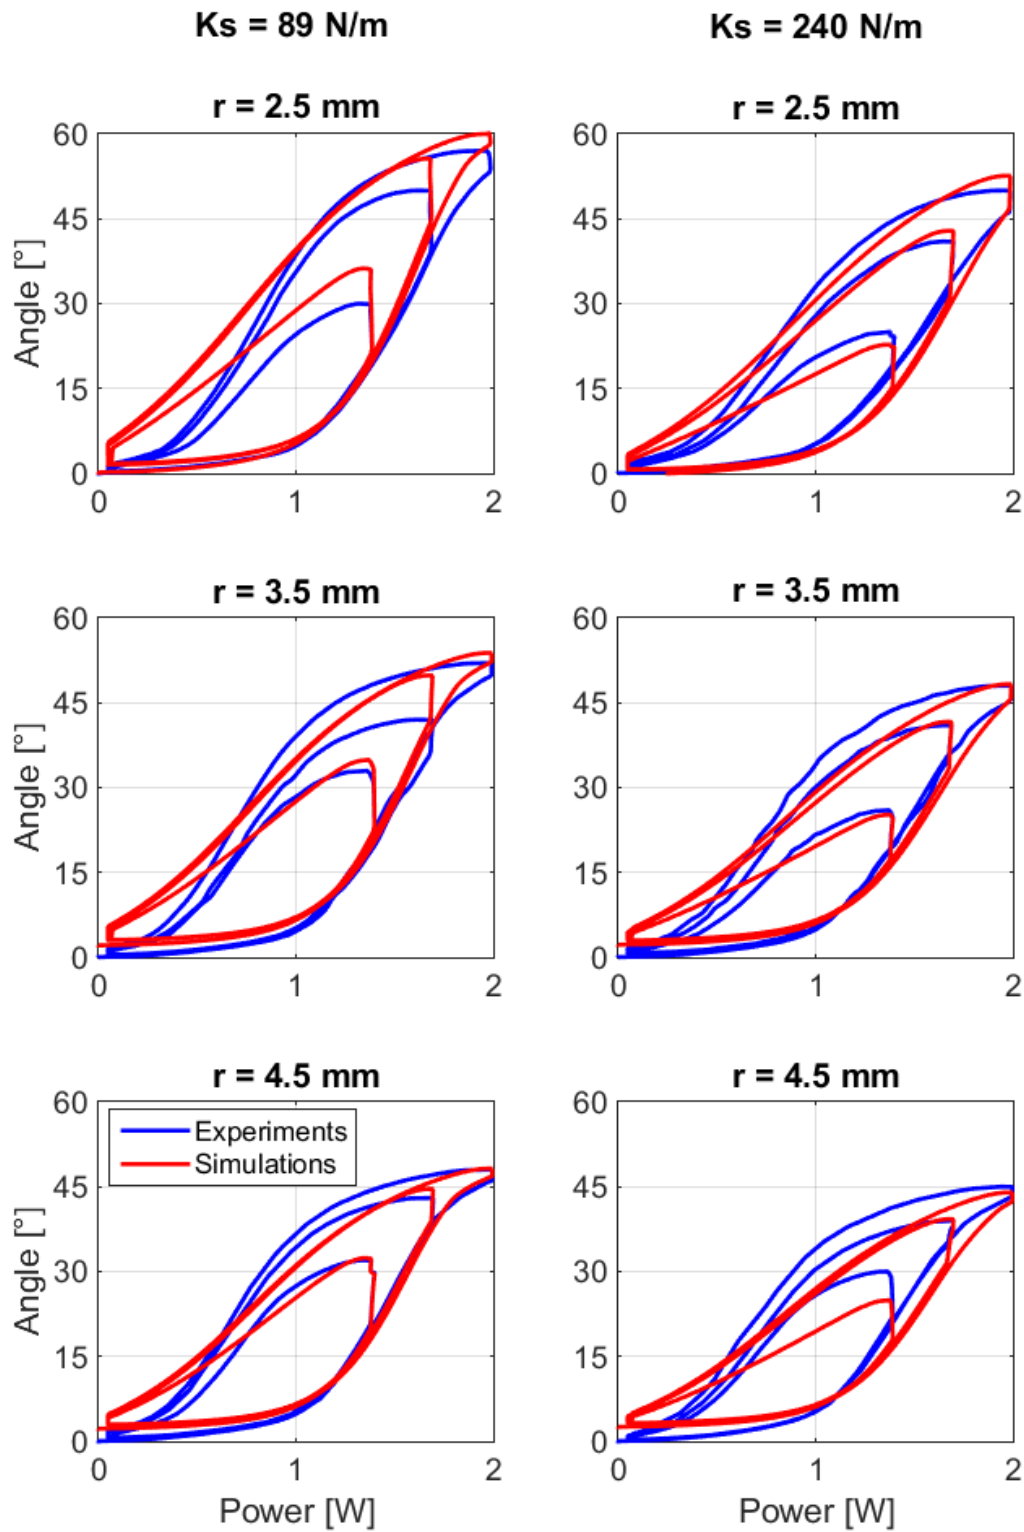 Ks = 89 N/m
Ks = 240 N/m
r = 2.5 mm
r = 2.5 mm
60
45
30
15
0
Angle [°]
0 1 2
60
45
30
15
0
0 1 2
r = 3.5 mm
r = 3.5 mm
60
45
30
15
0
Angle [°]
0 1 2
60
45
30
15
0
0 1 2
r = 4.5 mm
r = 4.5 mm
60
45
30
15
0
Angle [°]
Experiments
Simulations
0 1 2
Power [W]
60
45
30
15
0
0 1 2
Power [W]